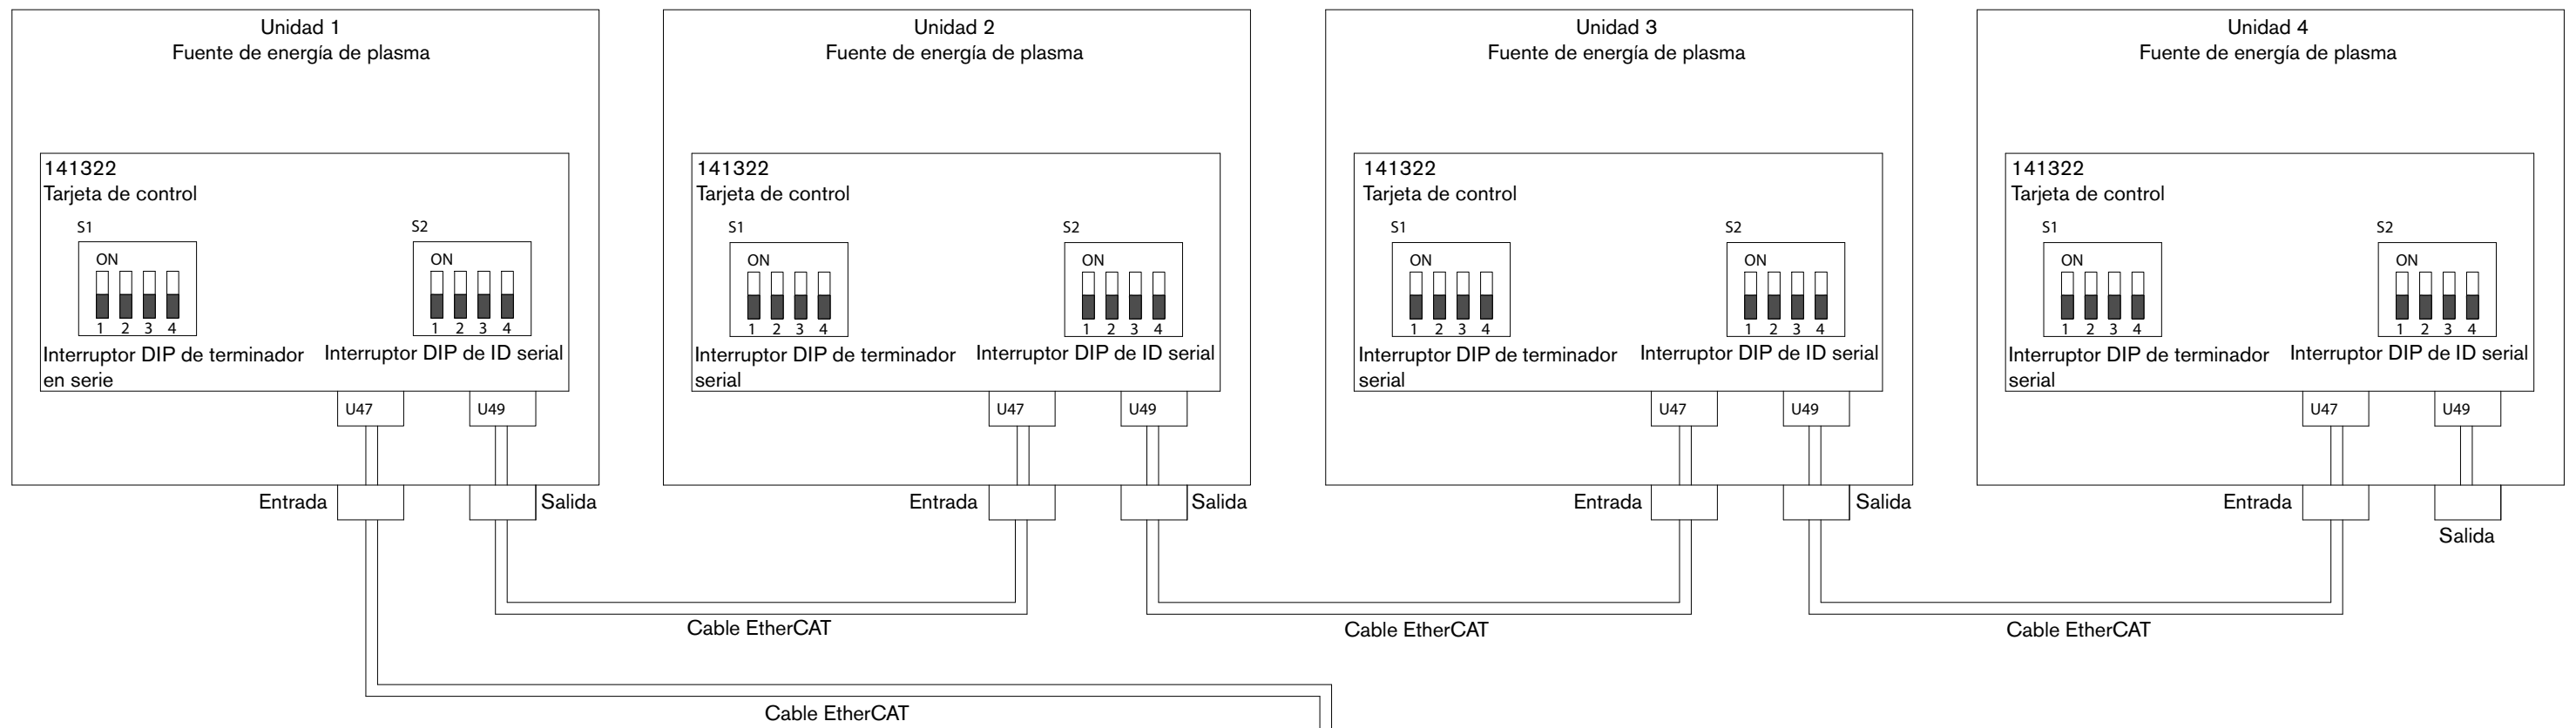 Unidad 1
Fuente de energía de plasma
141322
Tarjeta de control
S1
S2
ON
ON
1 2 3 4
1 2 3 4
Interruptor DIP de terminador
en serie
Interruptor DIP de ID serial
U47
U49
Entrada
Salida
Unidad 2
Fuente de energía de plasma
141322
Tarjeta de control
S1
S2
ON
ON
1 2 3 4
1 2 3 4
Interruptor DIP de terminador
serial
Interruptor DIP de ID serial
U47
U49
Entrada
Salida
Unidad 3
Fuente de energía de plasma
141322
Tarjeta de control
S1
S2
ON
ON
1 2 3 4
1 2 3 4
Interruptor DIP de terminador
serial
Interruptor DIP de ID serial
U47
U49
Entrada
Salida
Unidad 4
Fuente de energía de plasma
141322
Tarjeta de control
S1
S2
ON
ON
1 2 3 4
1 2 3 4
Interruptor DIP de terminador
serial
Interruptor DIP de ID serial
U47
U49
Entrada
Salida
Cable EtherCAT
Cable EtherCAT
Cable EtherCAT
Cable EtherCAT